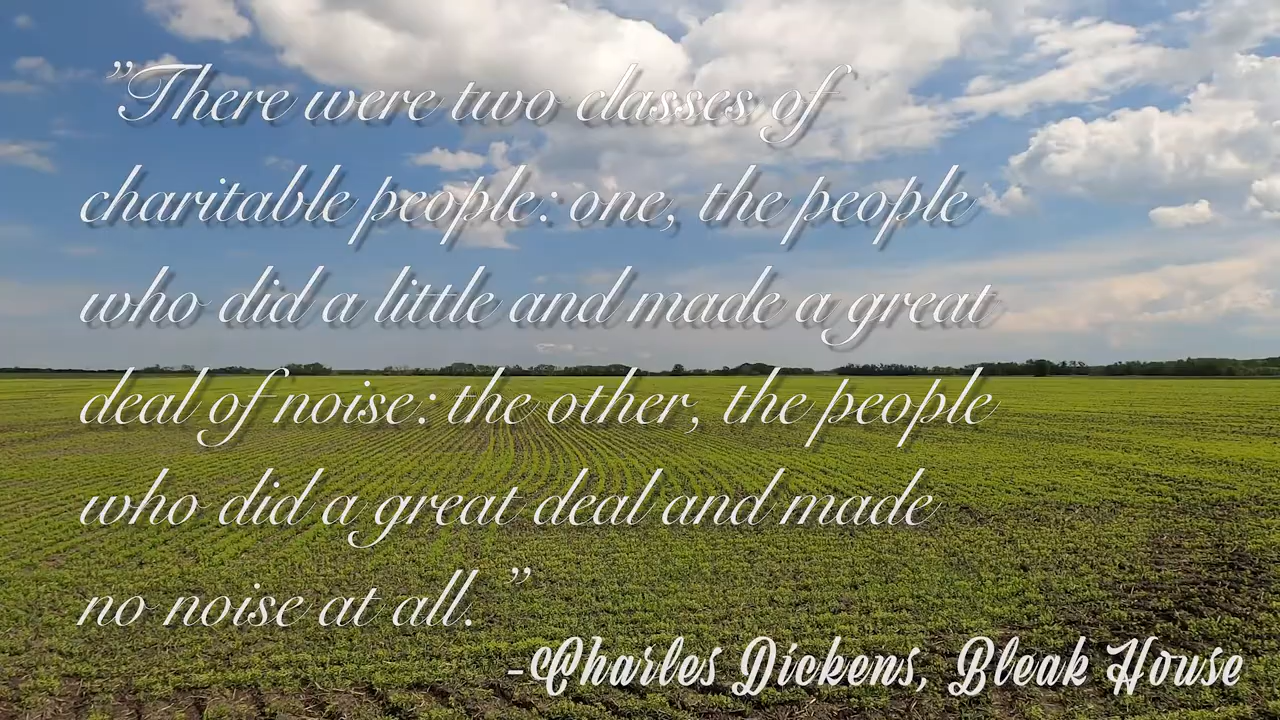 ”There were two classes of
charitable people: one, the people
who did a little and made a great
deal of noise: the other, the people
who did a great deal and made
no noise at all.”
-Charles Dickens, Bleak House